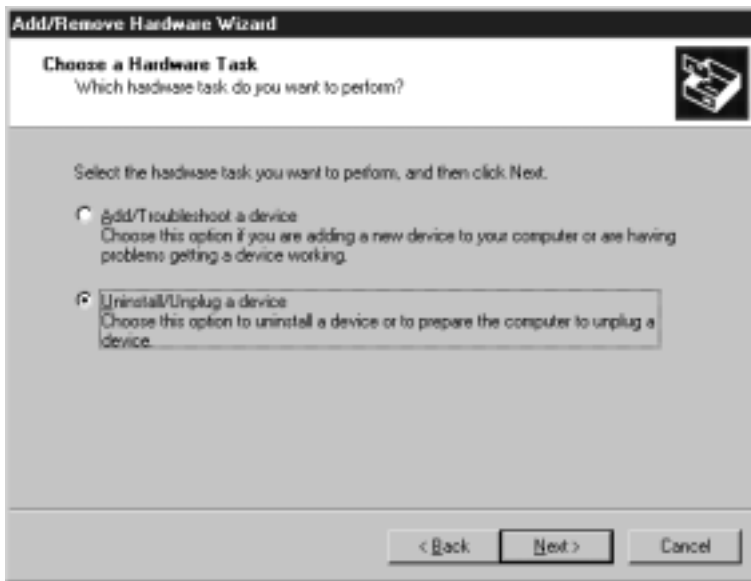 Add/Remove Hardware Wizard
Choose a Hardware Task
Which hardware task do you want to perform?
Select the hardware task you want to perform, and then click Next.
Add/Troubleshoot a device
Choose this option if you are adding a new device to your computer or are having
problems getting a device working.
Uninstall/Unplug a device
Choose this option to uninstall a device or to prepare the computer to unplug a
device.
< Back Next > Cancel